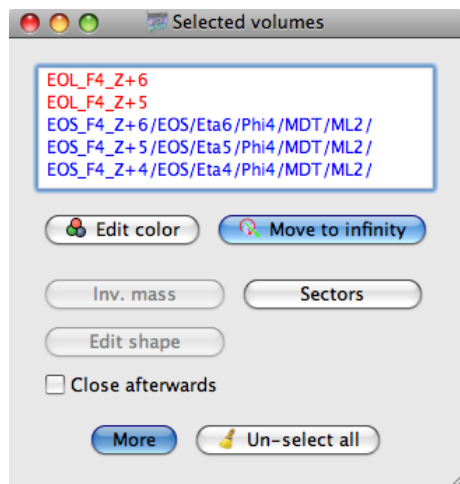 Selected volumes
EOL_F4_Z+6
EOL_F4_Z+5
EOS_F4_Z+6/EOS/Eta6/Phi4/MDT/ML2/
EOS_F4_Z+5/EOS/Eta5/Phi4/MDT/ML2/
EOS_F4_Z+4/EOS/Eta4/Phi4/MDT/ML2/
Edit color Move to infinity
Inv. mass Sectors
Edit shape
Close afterwards
More Un-select all